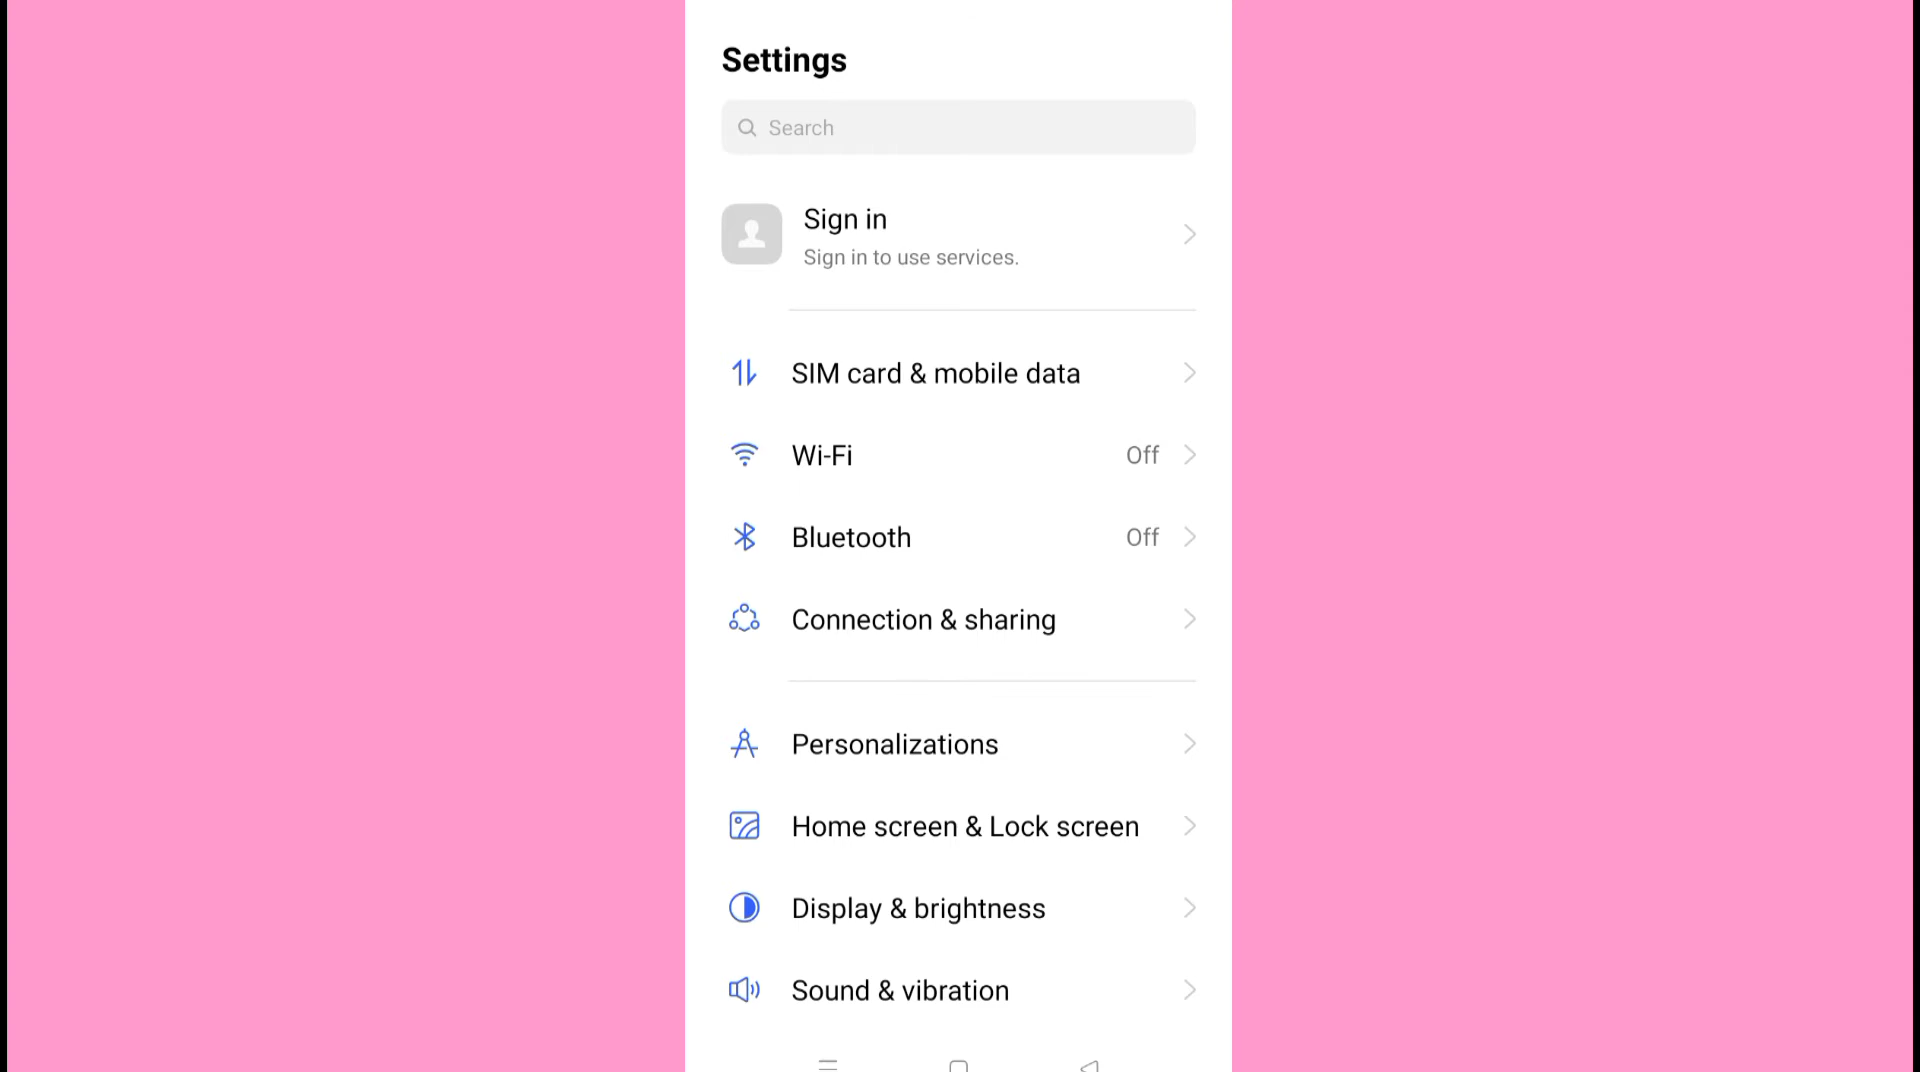 Settings
Search
Sign in
Sign in to use services.
SIM card & mobile data
Wi-Fi Off
Bluetooth Off
Connection & sharing
Personalizations
Home screen & Lock screen
Display & brightness
Sound & vibration